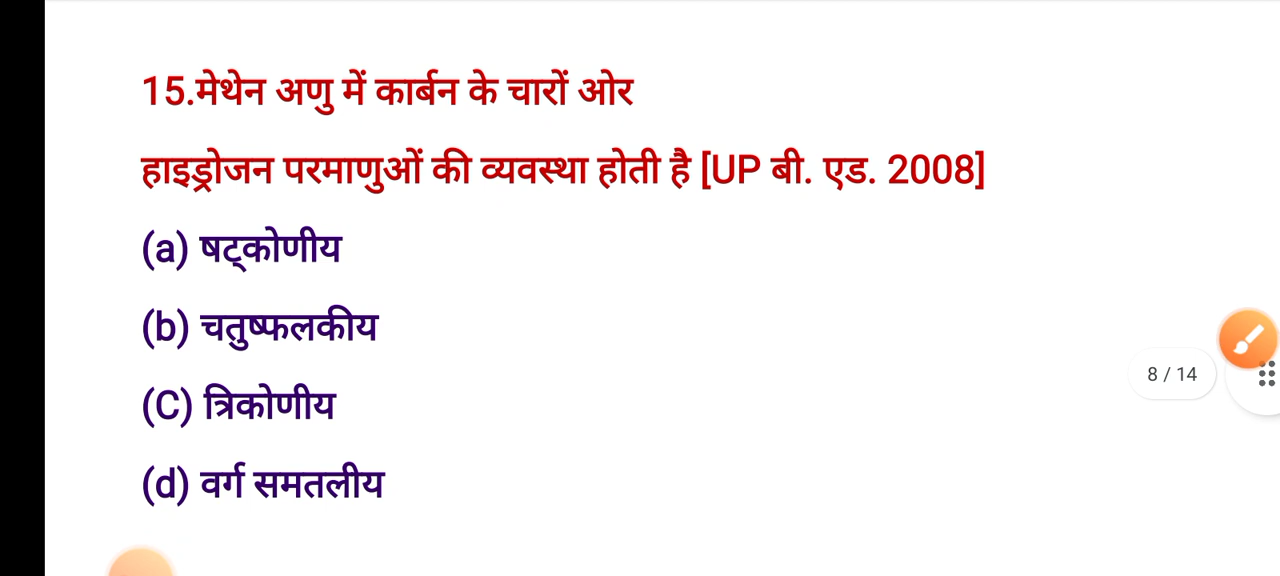 15.मेथेन अणु में कार्बन के चारों ओर
हाइड्रोजन परमाणुओं की व्यवस्था होती है [UP बी. एड. 2008]
(a) षट्कोणीय
(b) चतुष्फलकीय
(C) त्रिकोणीय
(d) वर्ग समतलीय
8 / 14